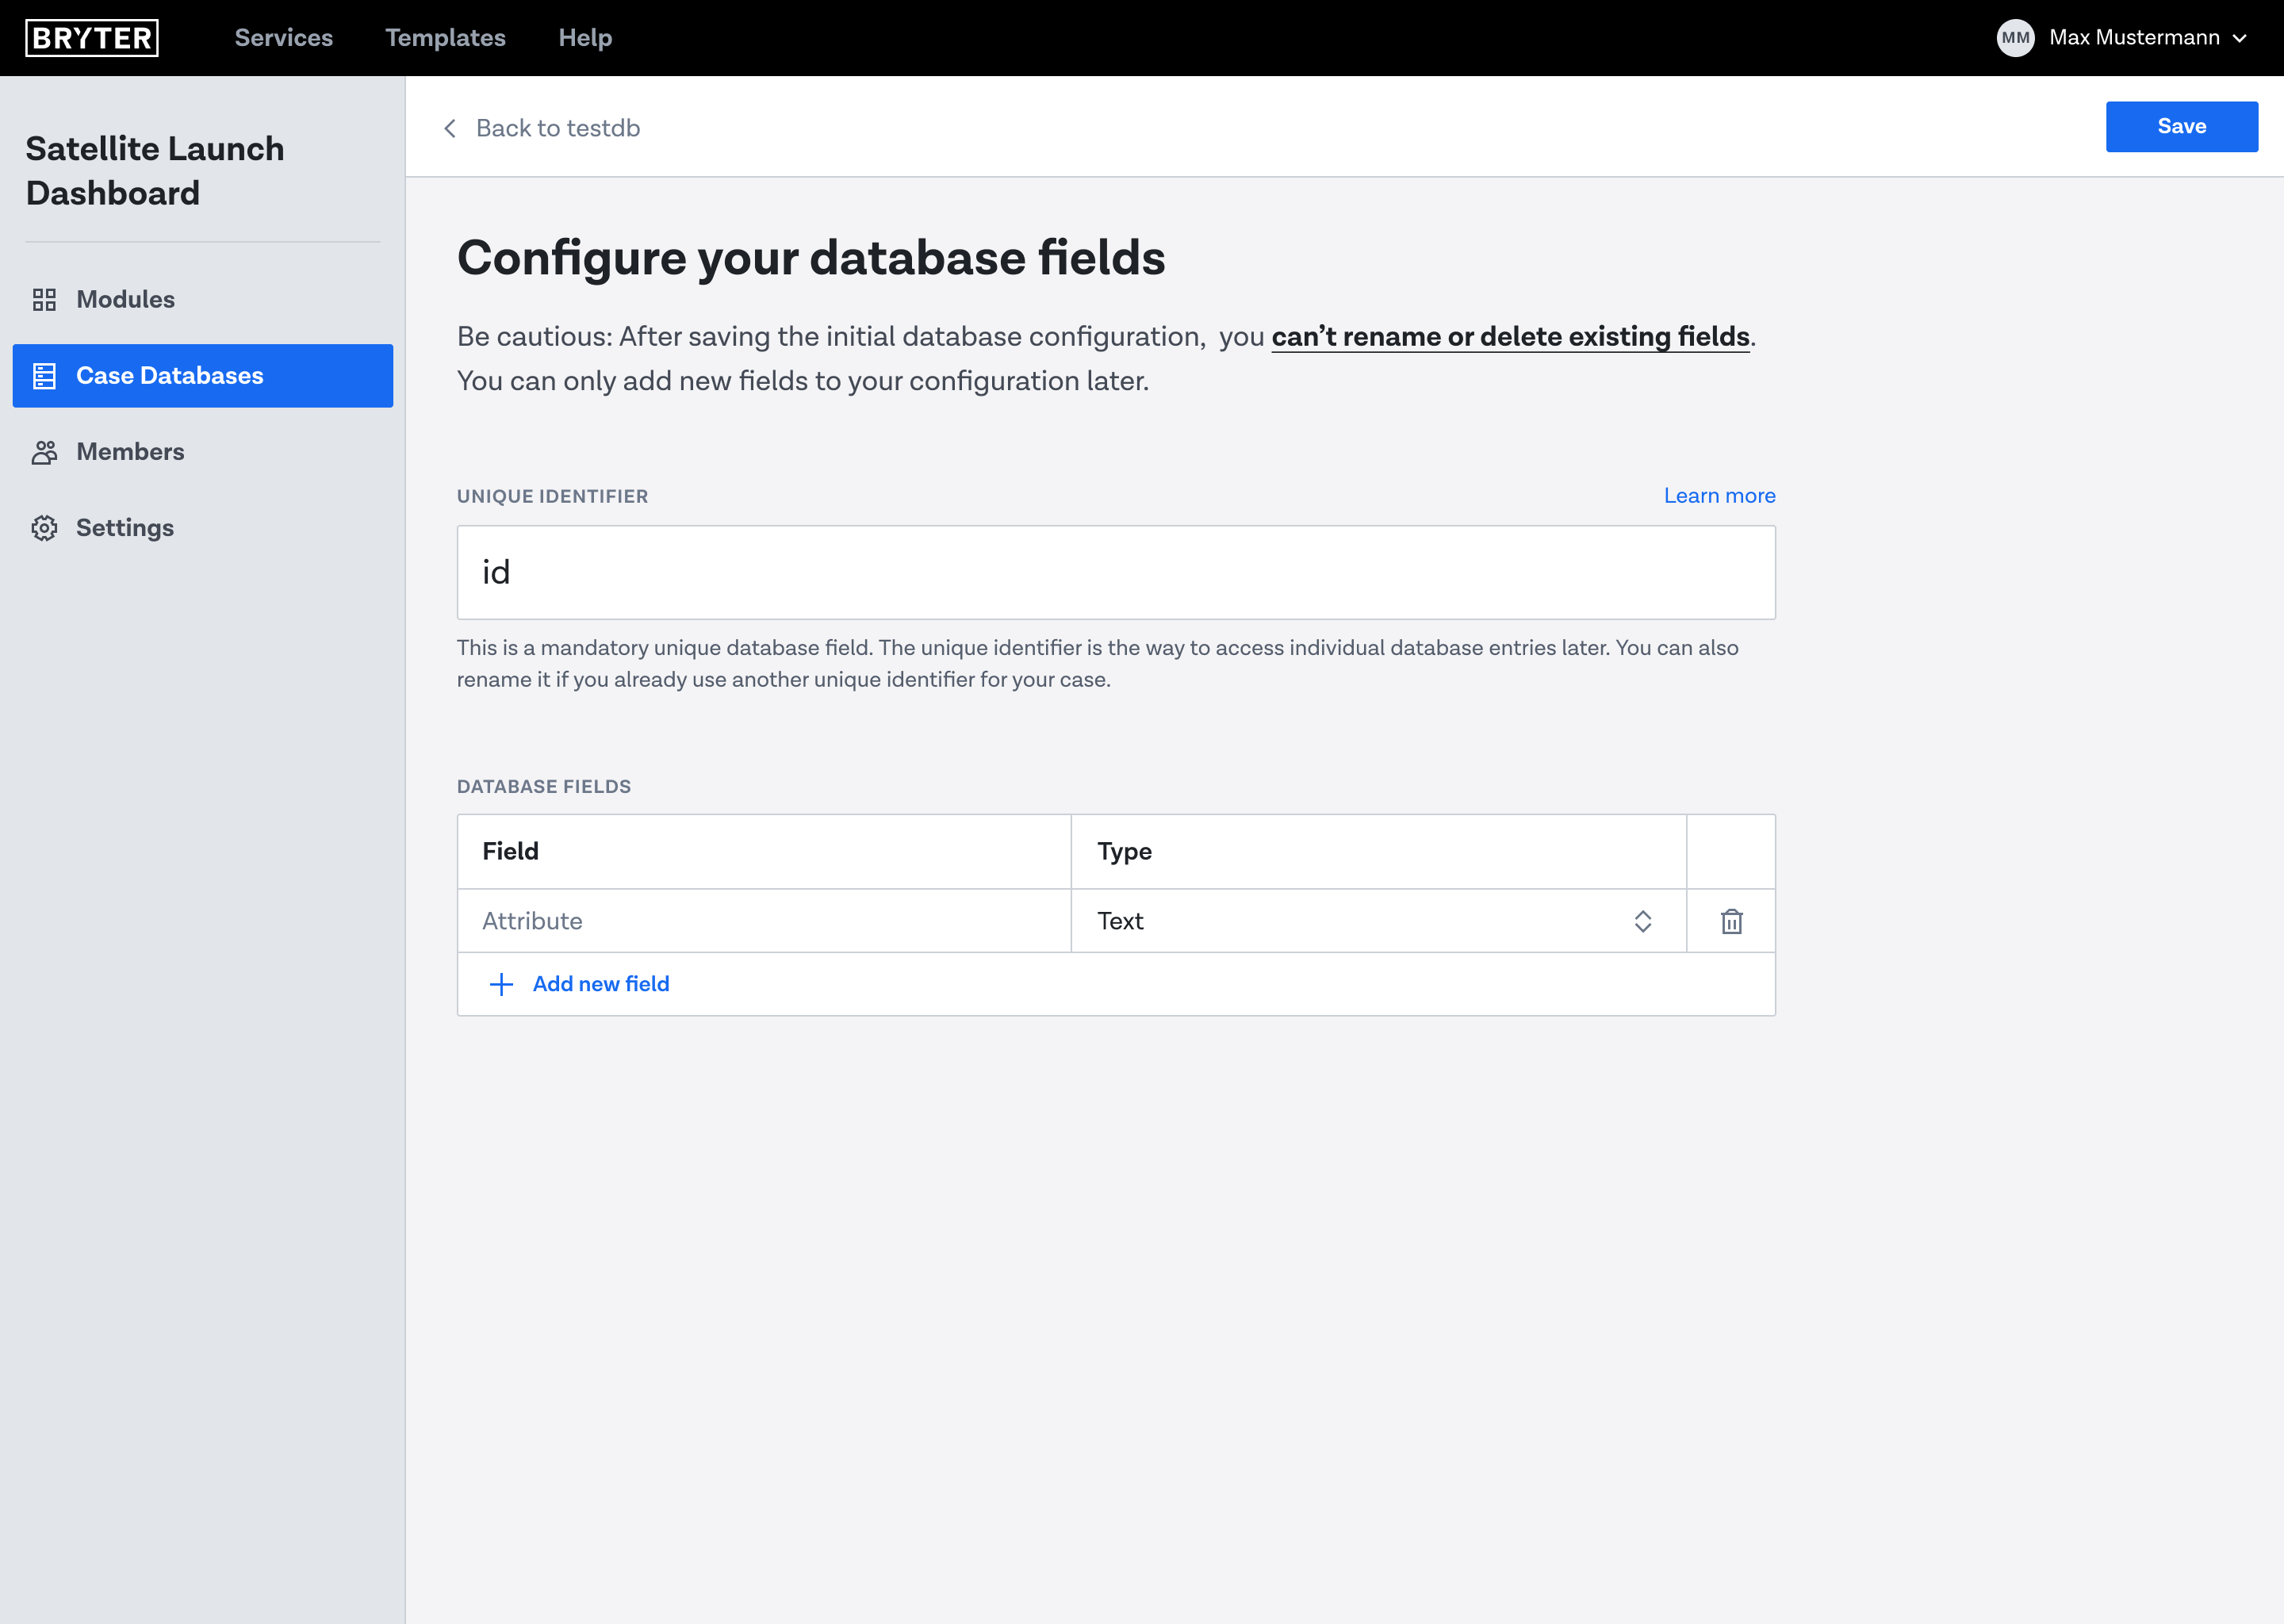 BRYTER
Services
Templates
Help
MM
Max Mustermann
Satellite Launch
Dashboard
Modules
Case Databases
Members
Settings
Back to testdb
Save
Configure your database fields
Be cautious: After saving the initial database configuration,  you can’t rename or delete existing fields.
You can only add new fields to your configuration later.
UNIQUE IDENTIFIER
Learn more
id
This is a mandatory unique database field. The unique identifier is the way to access individual database entries later. You can also
rename it if you already use another unique identifier for your case.
DATABASE FIELDS
Field
Type
Attribute
Text
Add new field